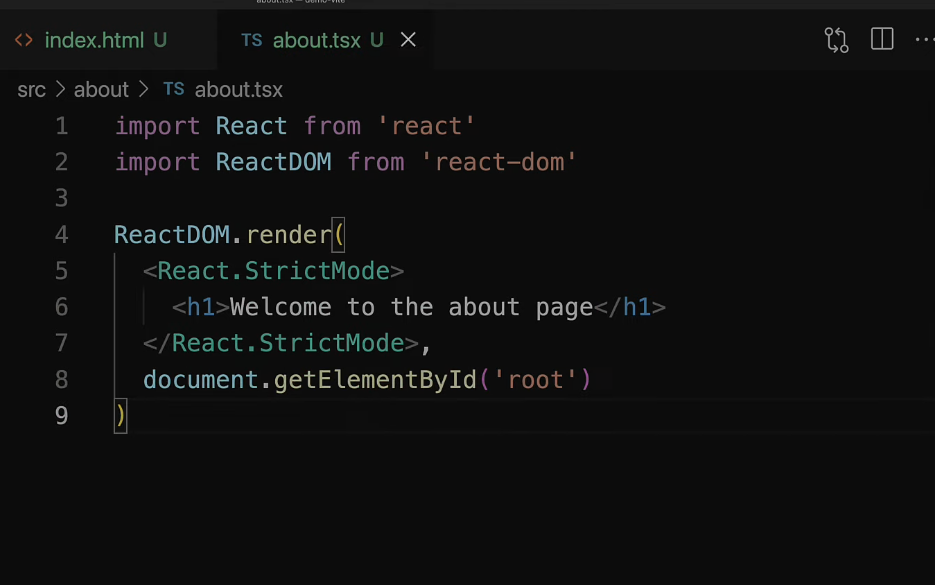 about.tsx — demo-vite
<> index.html U TS about.tsx U
src > about > TS about.tsx
1 import React from 'react'
2 import ReactDOM from 'react-dom'
3
4 ReactDOM.render(
5   <React.StrictMode>
6     <h1>Welcome to the about page</h1>
7   </React.StrictMode>,
8   document.getElementById('root')
9 )